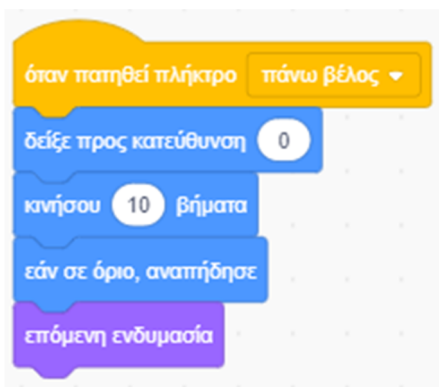 όταν πατηθεί πλήκτρο πάνω βέλος
δείξε προς κατεύθυνση 0
κινήσου 10 βήματα
εάν σε όριο, αναπήδησε
επόμενη ενδυμασία